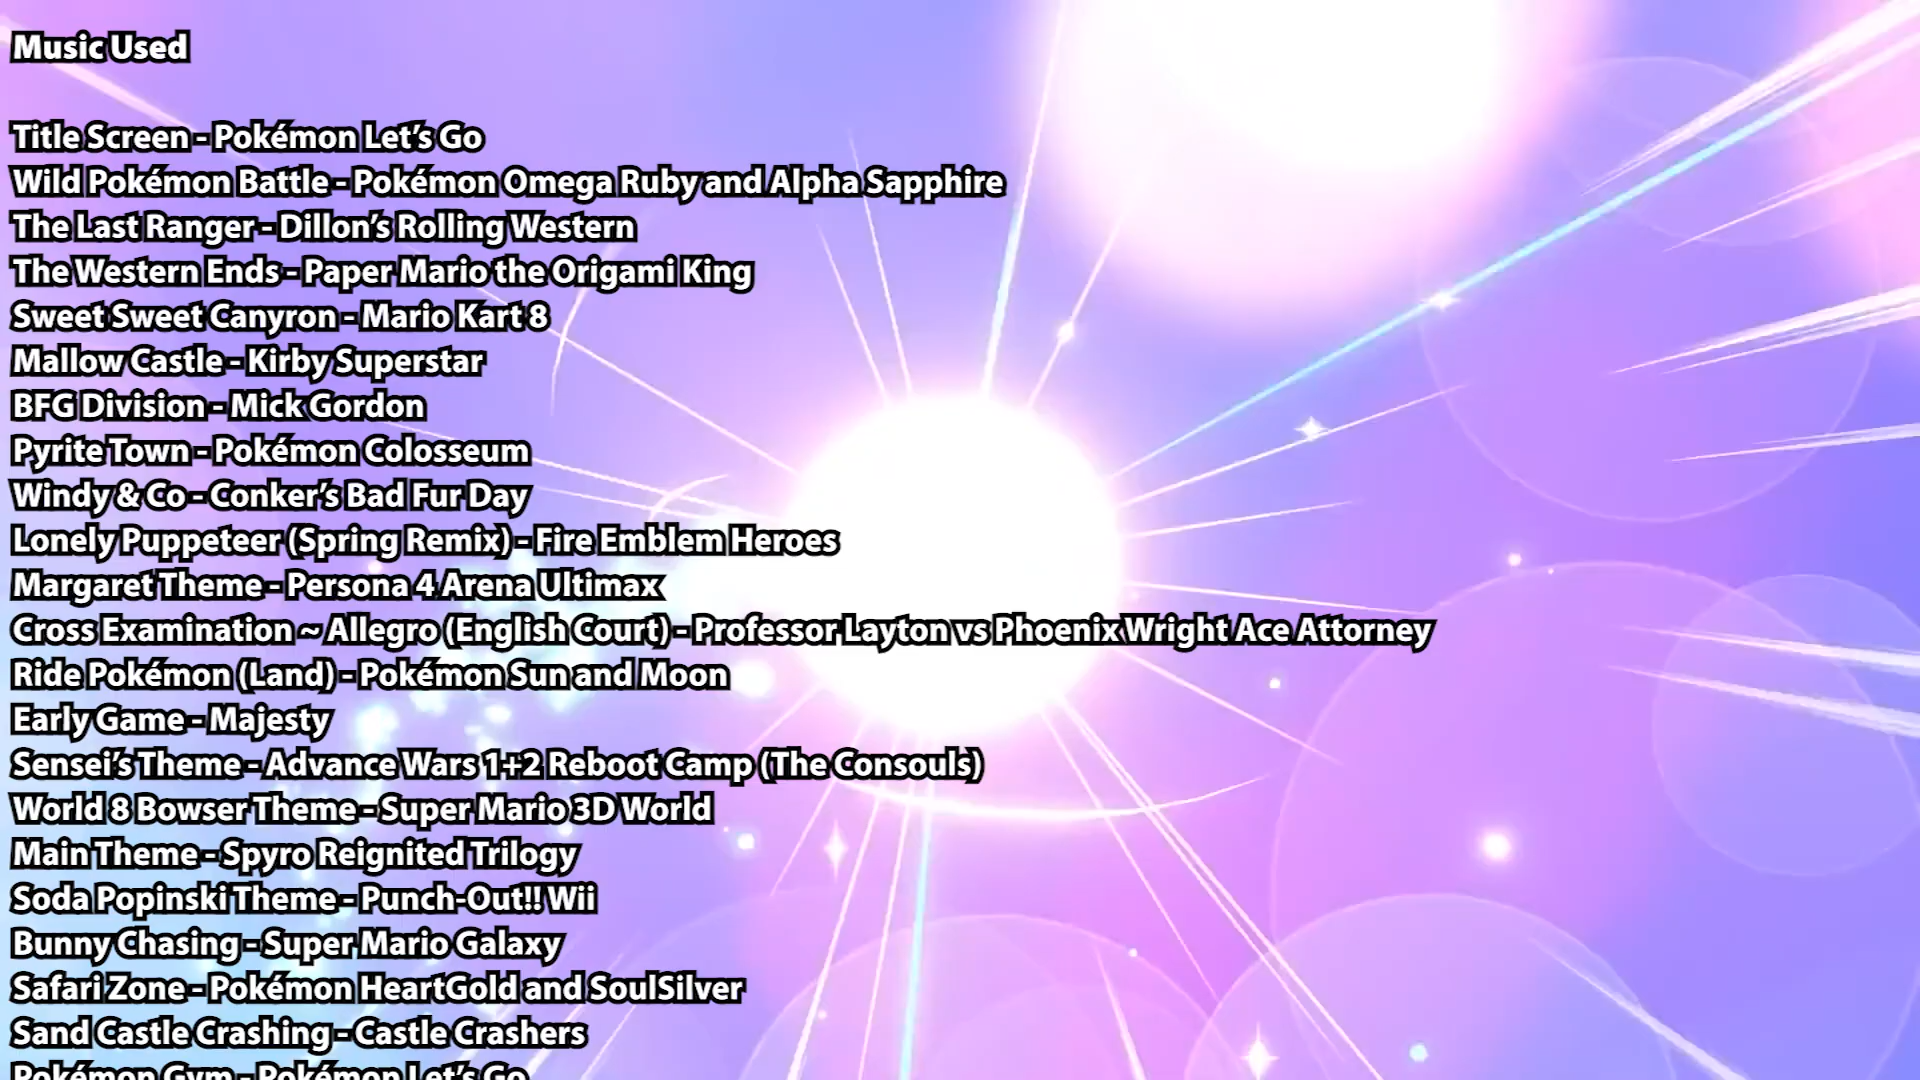 Music Used
Title Screen - Pokémon Let's Go
Wild Pokémon Battle - Pokémon Omega Ruby and Alpha Sapphire
The Last Ranger - Dillon's Rolling Western
The Western Ends - Paper Mario the Origami King
Sweet Sweet Canyron - Mario Kart 8
Mallow Castle - Kirby Superstar
BFG Division - Mick Gordon
Pyrite Town - Pokémon Colosseum
Windy & Co - Conker's Bad Fur Day
Lonely Puppeteer (Spring Remix) - Fire Emblem Heroes
Margaret Theme - Persona 4 Arena Ultimax
Cross Examination ~ Allegro (English Court) - Professor Layton vs Phoenix Wright Ace Attorney
Ride Pokémon (Land) - Pokémon Sun and Moon
Early Game - Majesty
Sensei's Theme - Advance Wars 1+2 Reboot Camp (The Consouls)
World 8 Bowser Theme - Super Mario 3D World
Main Theme - Spyro Reignited Trilogy
Soda Popinski Theme - Punch-Out!! Wii
Bunny Chasing - Super Mario Galaxy
Safari Zone - Pokémon HeartGold and SoulSilver
Sand Castle Crashing - Castle Crashers
Pokémon Gym - Pokémon Let's Go